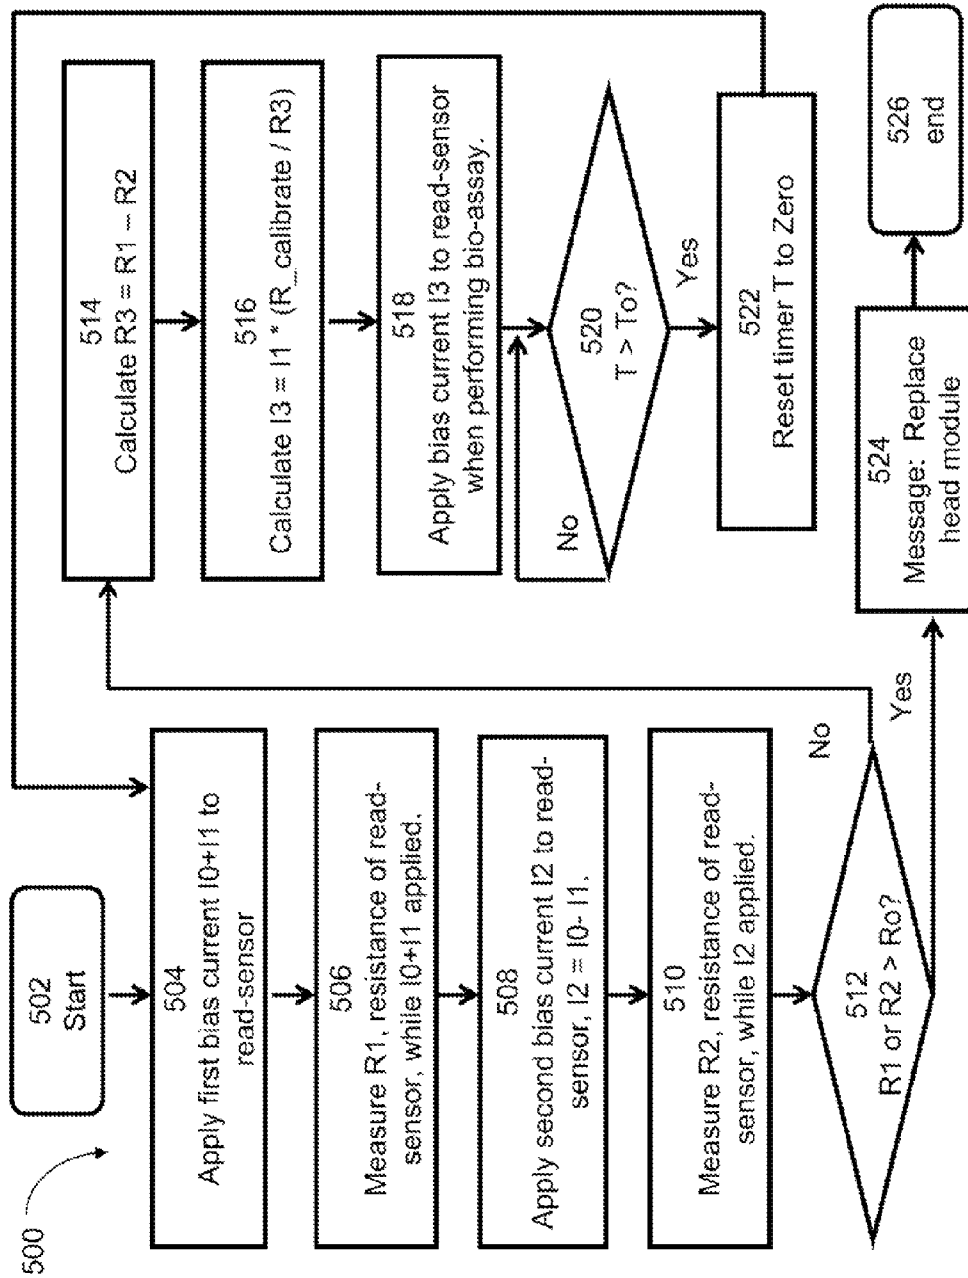 500
502
Start
504
Apply first bias current I0+I1 to
read-sensor
506
Measure R1, resistance of read-
sensor, while I0+I1 applied.
508
Apply second bias current I2 to read-
sensor, I2 = I0- I1.
510
Measure R2, resistance of read-
sensor, while I2 applied.
512
R1 or R2 > Ro?
No
Yes
514
Calculate R3 = R1 – R2
516
Calculate I3 = I1 * (R_calibrate / R3)
518
Apply bias current I3 to read-sensor
when performing bio-assay.
520
T > To?
No
Yes
522
Reset timer T to Zero
524
Message: Replace
head module
526
end